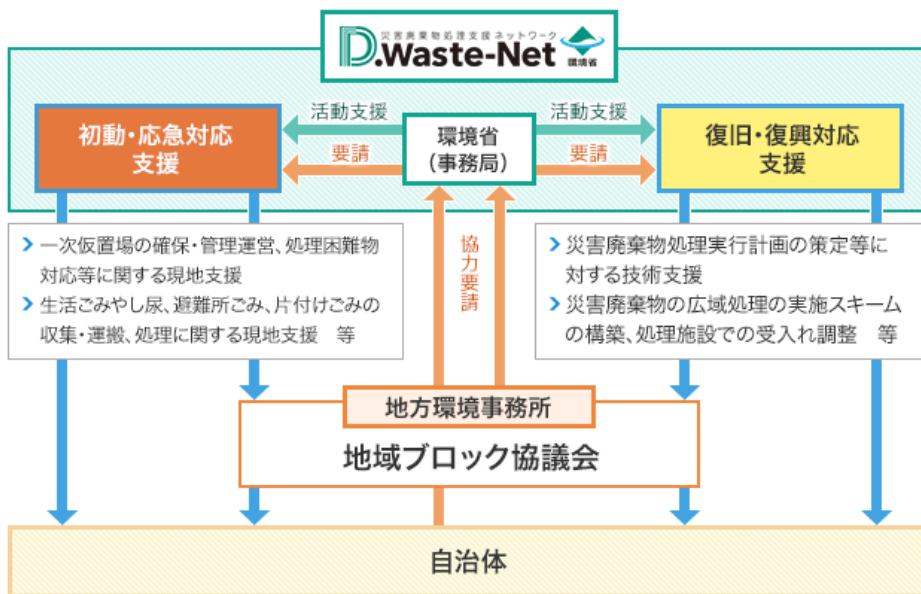 災害廃棄物処理支援ネットワーク
D.Waste-Net
環境省
初動・応急対応
支援
活動支援
要請
環境省
(事務局)
活動支援
要請
復旧・復興対応
支援
一次仮置場の確保・管理運営、処理困難物
対応等に関する現地支援
生活ごみやし尿、避難所ごみ、片付けごみの
収集・運搬、処理に関する現地支援　等
協力要請
災害廃棄物処理実行計画の策定等に
対する技術支援
災害廃棄物の広域処理の実施スキーム
の構築、処理施設での受入れ調整　等
地方環境事務所
地域ブロック協議会
自治体